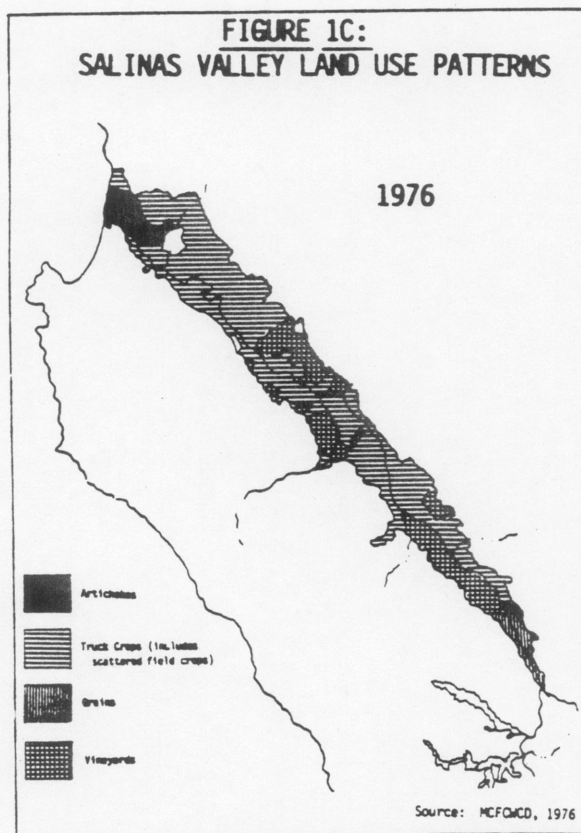 FIGURE 1C:
SALINAS VALLEY LAND USE PATTERNS
1976
Artichokes
Truck Crops (includes
scattered field crops)
Grains
Vineyards
Source: MCFCWCD, 1976